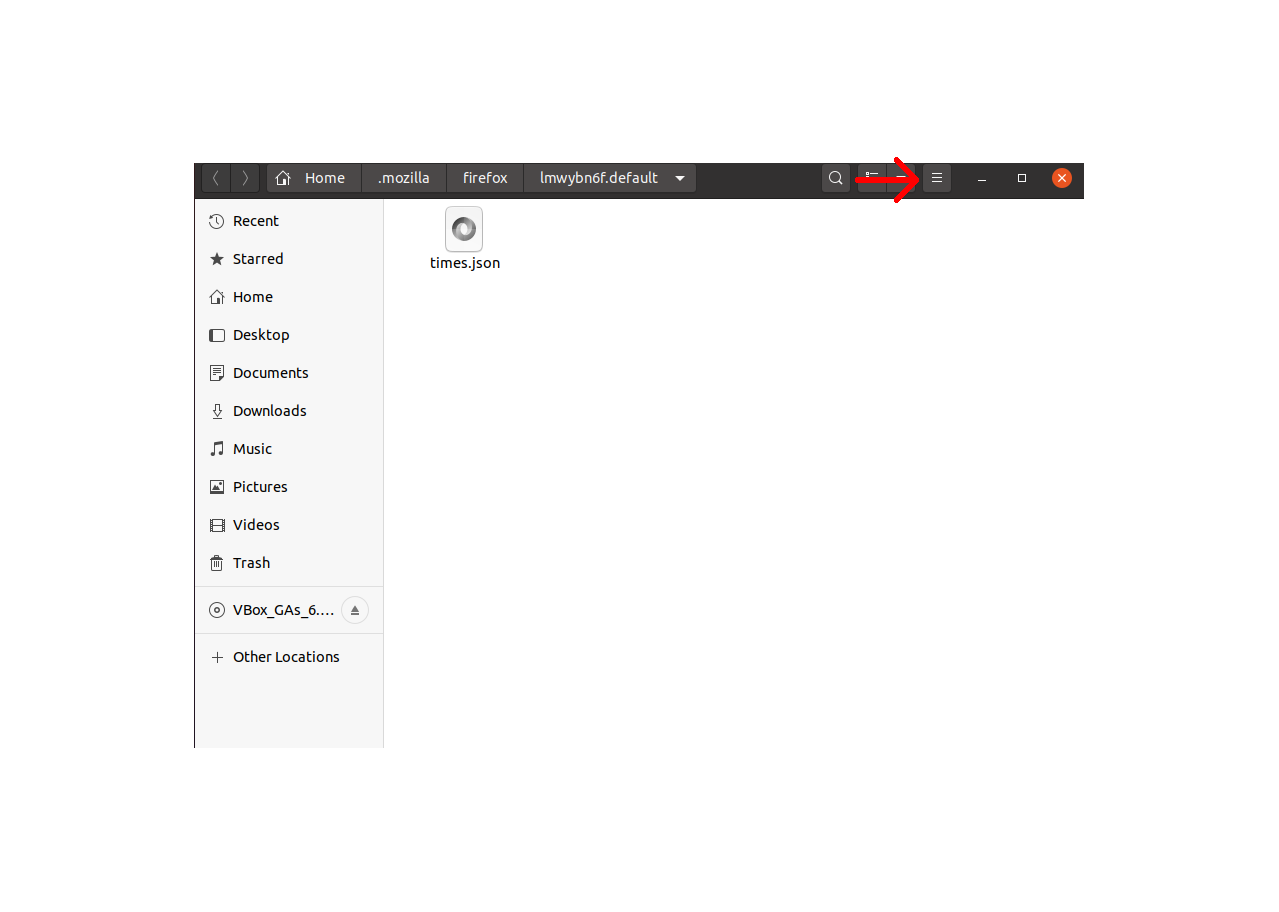 Home .mozilla firefox lmwybn6f.default
Recent
times.json
Starred
Home
Desktop
Documents
Downloads
Music
Pictures
Videos
Trash
VBox_GAs_6....
Other Locations